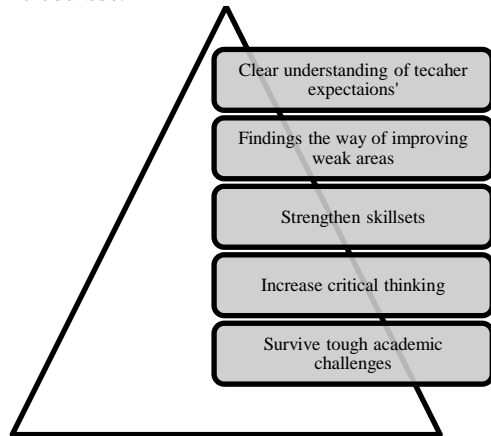 Clear understanding of tecaher
expectaions'
Findings the way of improving
weak areas
Strengthen skillsets
Increase critical thinking
Survive tough academic
challenges